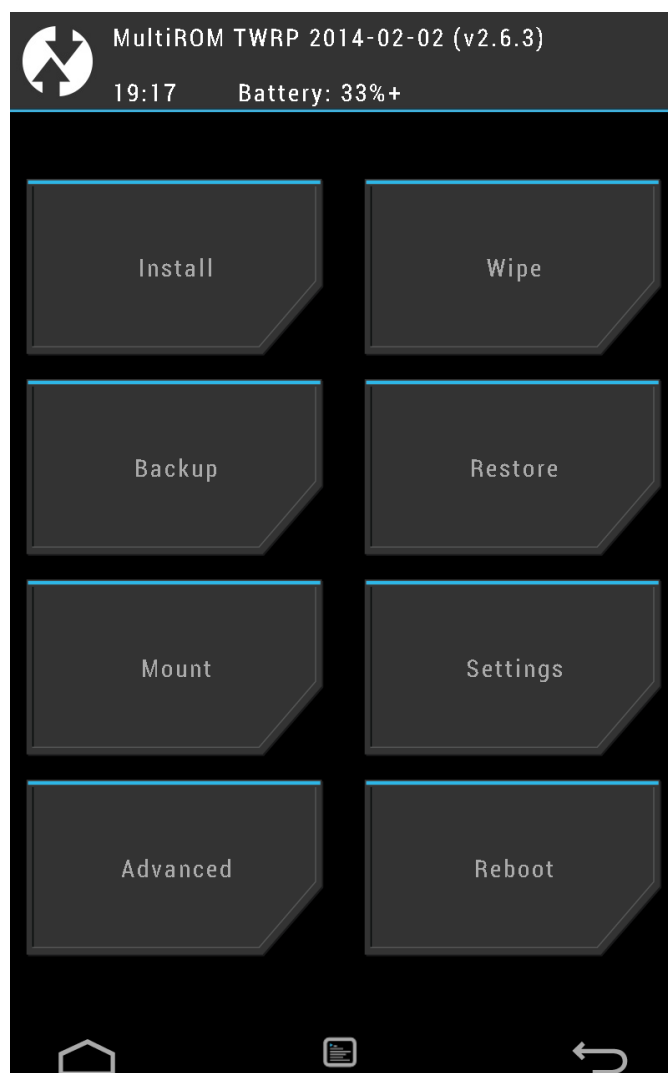 MultiROM TWRP 2014-02-02 (v2.6.3)
19:17 Battery: 33%+
Install
Wipe
Backup
Restore
Mount
Settings
Advanced
Reboot